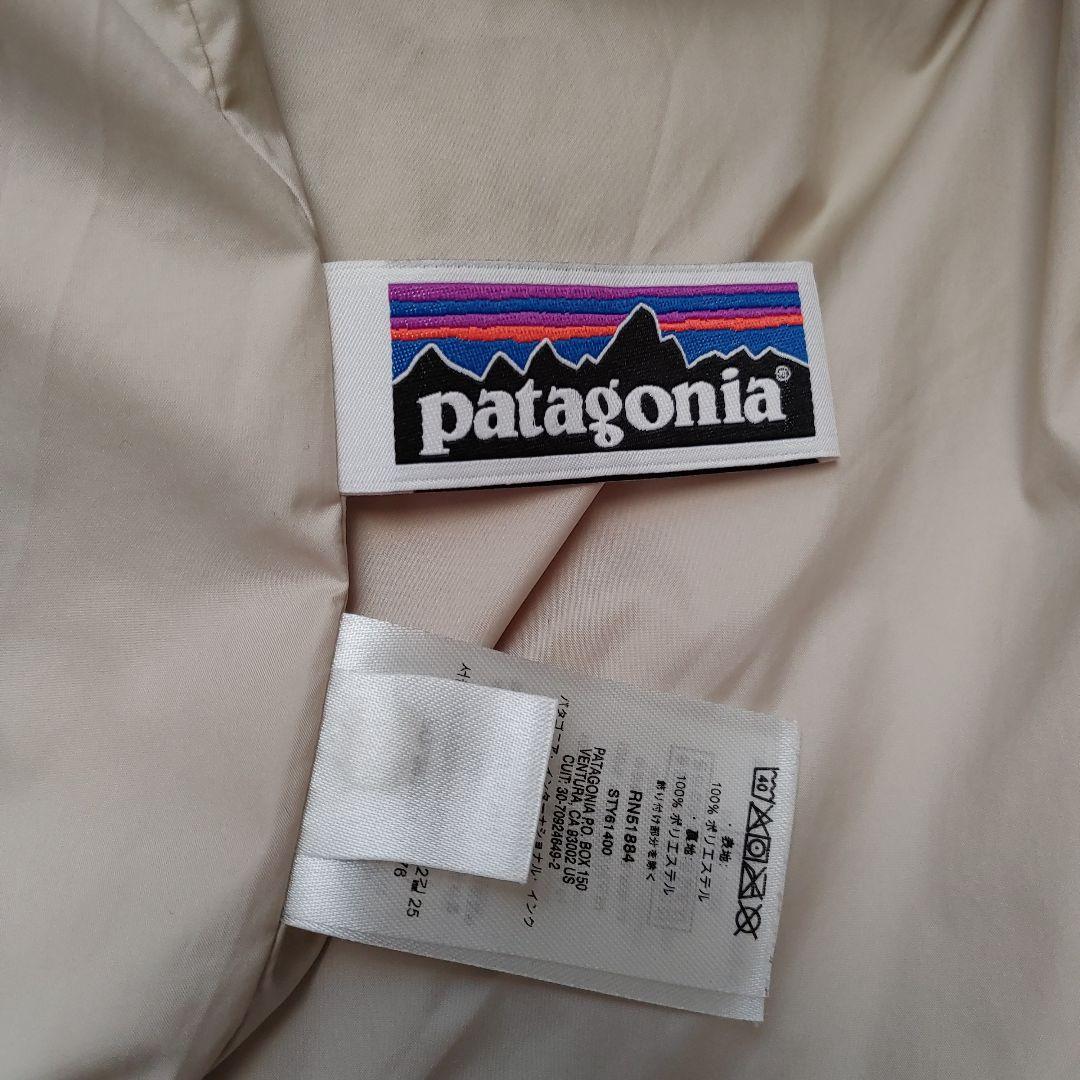 patagonia®
40
・表地:
100% ポリエステル
・裏地
100% ポリエステル
飾り付け部分を除く
RN51884
STY61400
PATAGONIA PO. BOX 150
VENTURA, CA 93002 US
CUIT: 30-70924649-2
パタゴニア・インターナショナル・インク
25